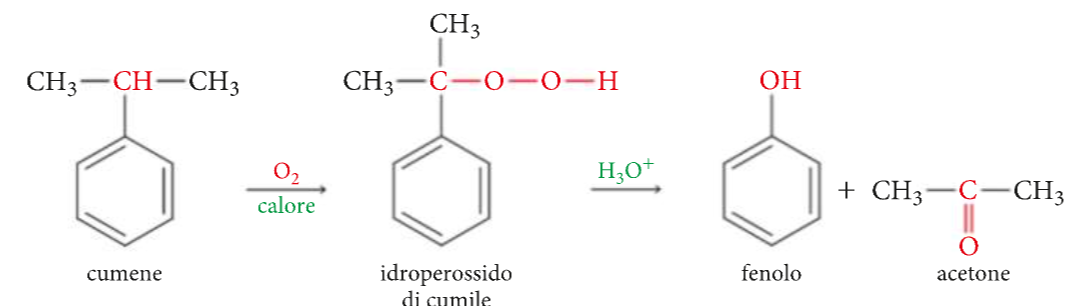 CH₃
CH₃—CH—CH₃
CH₃—C—O—O—H
OH
O₂
calore
H₃O⁺
+ CH₃—C—CH₃
O
cumene
idroperossido
di cumile
fenolo
acetone